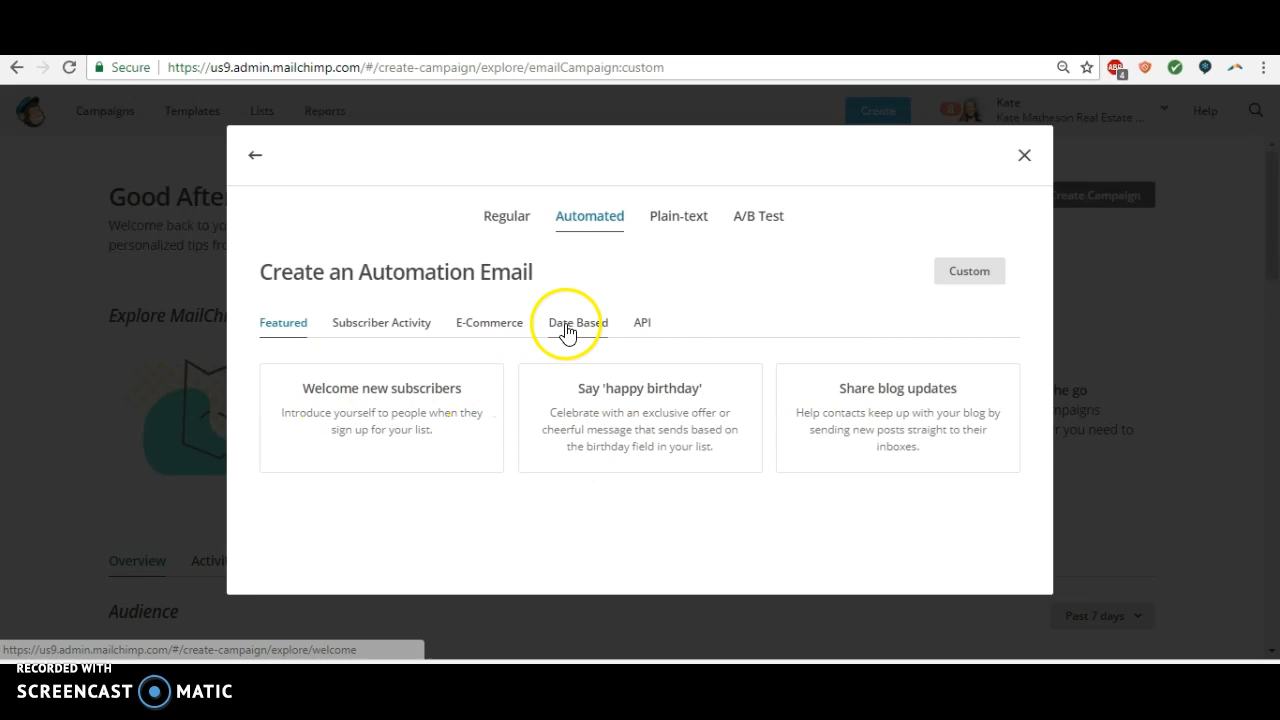 Secure
https://us9.admin.mailchimp.com/#/create-campaign/explore/emailCampaign:custom
ABP
4
Campaigns
Templates
Lists
Reports
Create
Kate
Kate Matheson Real Estate ...
Help
Regular
Automated
Plain-text
A/B Test
Good Afte
Create Campaign
Welcome back to yo
personalized tips fro
Create an Automation Email
Custom
Explore MailChi
Featured
Subscriber Activity
E-Commerce
Date Based
API
Welcome new subscribers
Introduce yourself to people when they
sign up for your list.
Say 'happy birthday'
Celebrate with an exclusive offer or
cheerful message that sends based on
the birthday field in your list.
Share blog updates
Help contacts keep up with your blog by
sending new posts straight to their
inboxes.
he go
mpaigns
r you need to
Overview
Activi
Audience
Past 7 days
https://us9.admin.mailchimp.com/#/create-campaign/explore/welcome
RECORDED WITH
SCREENCAST MATIC